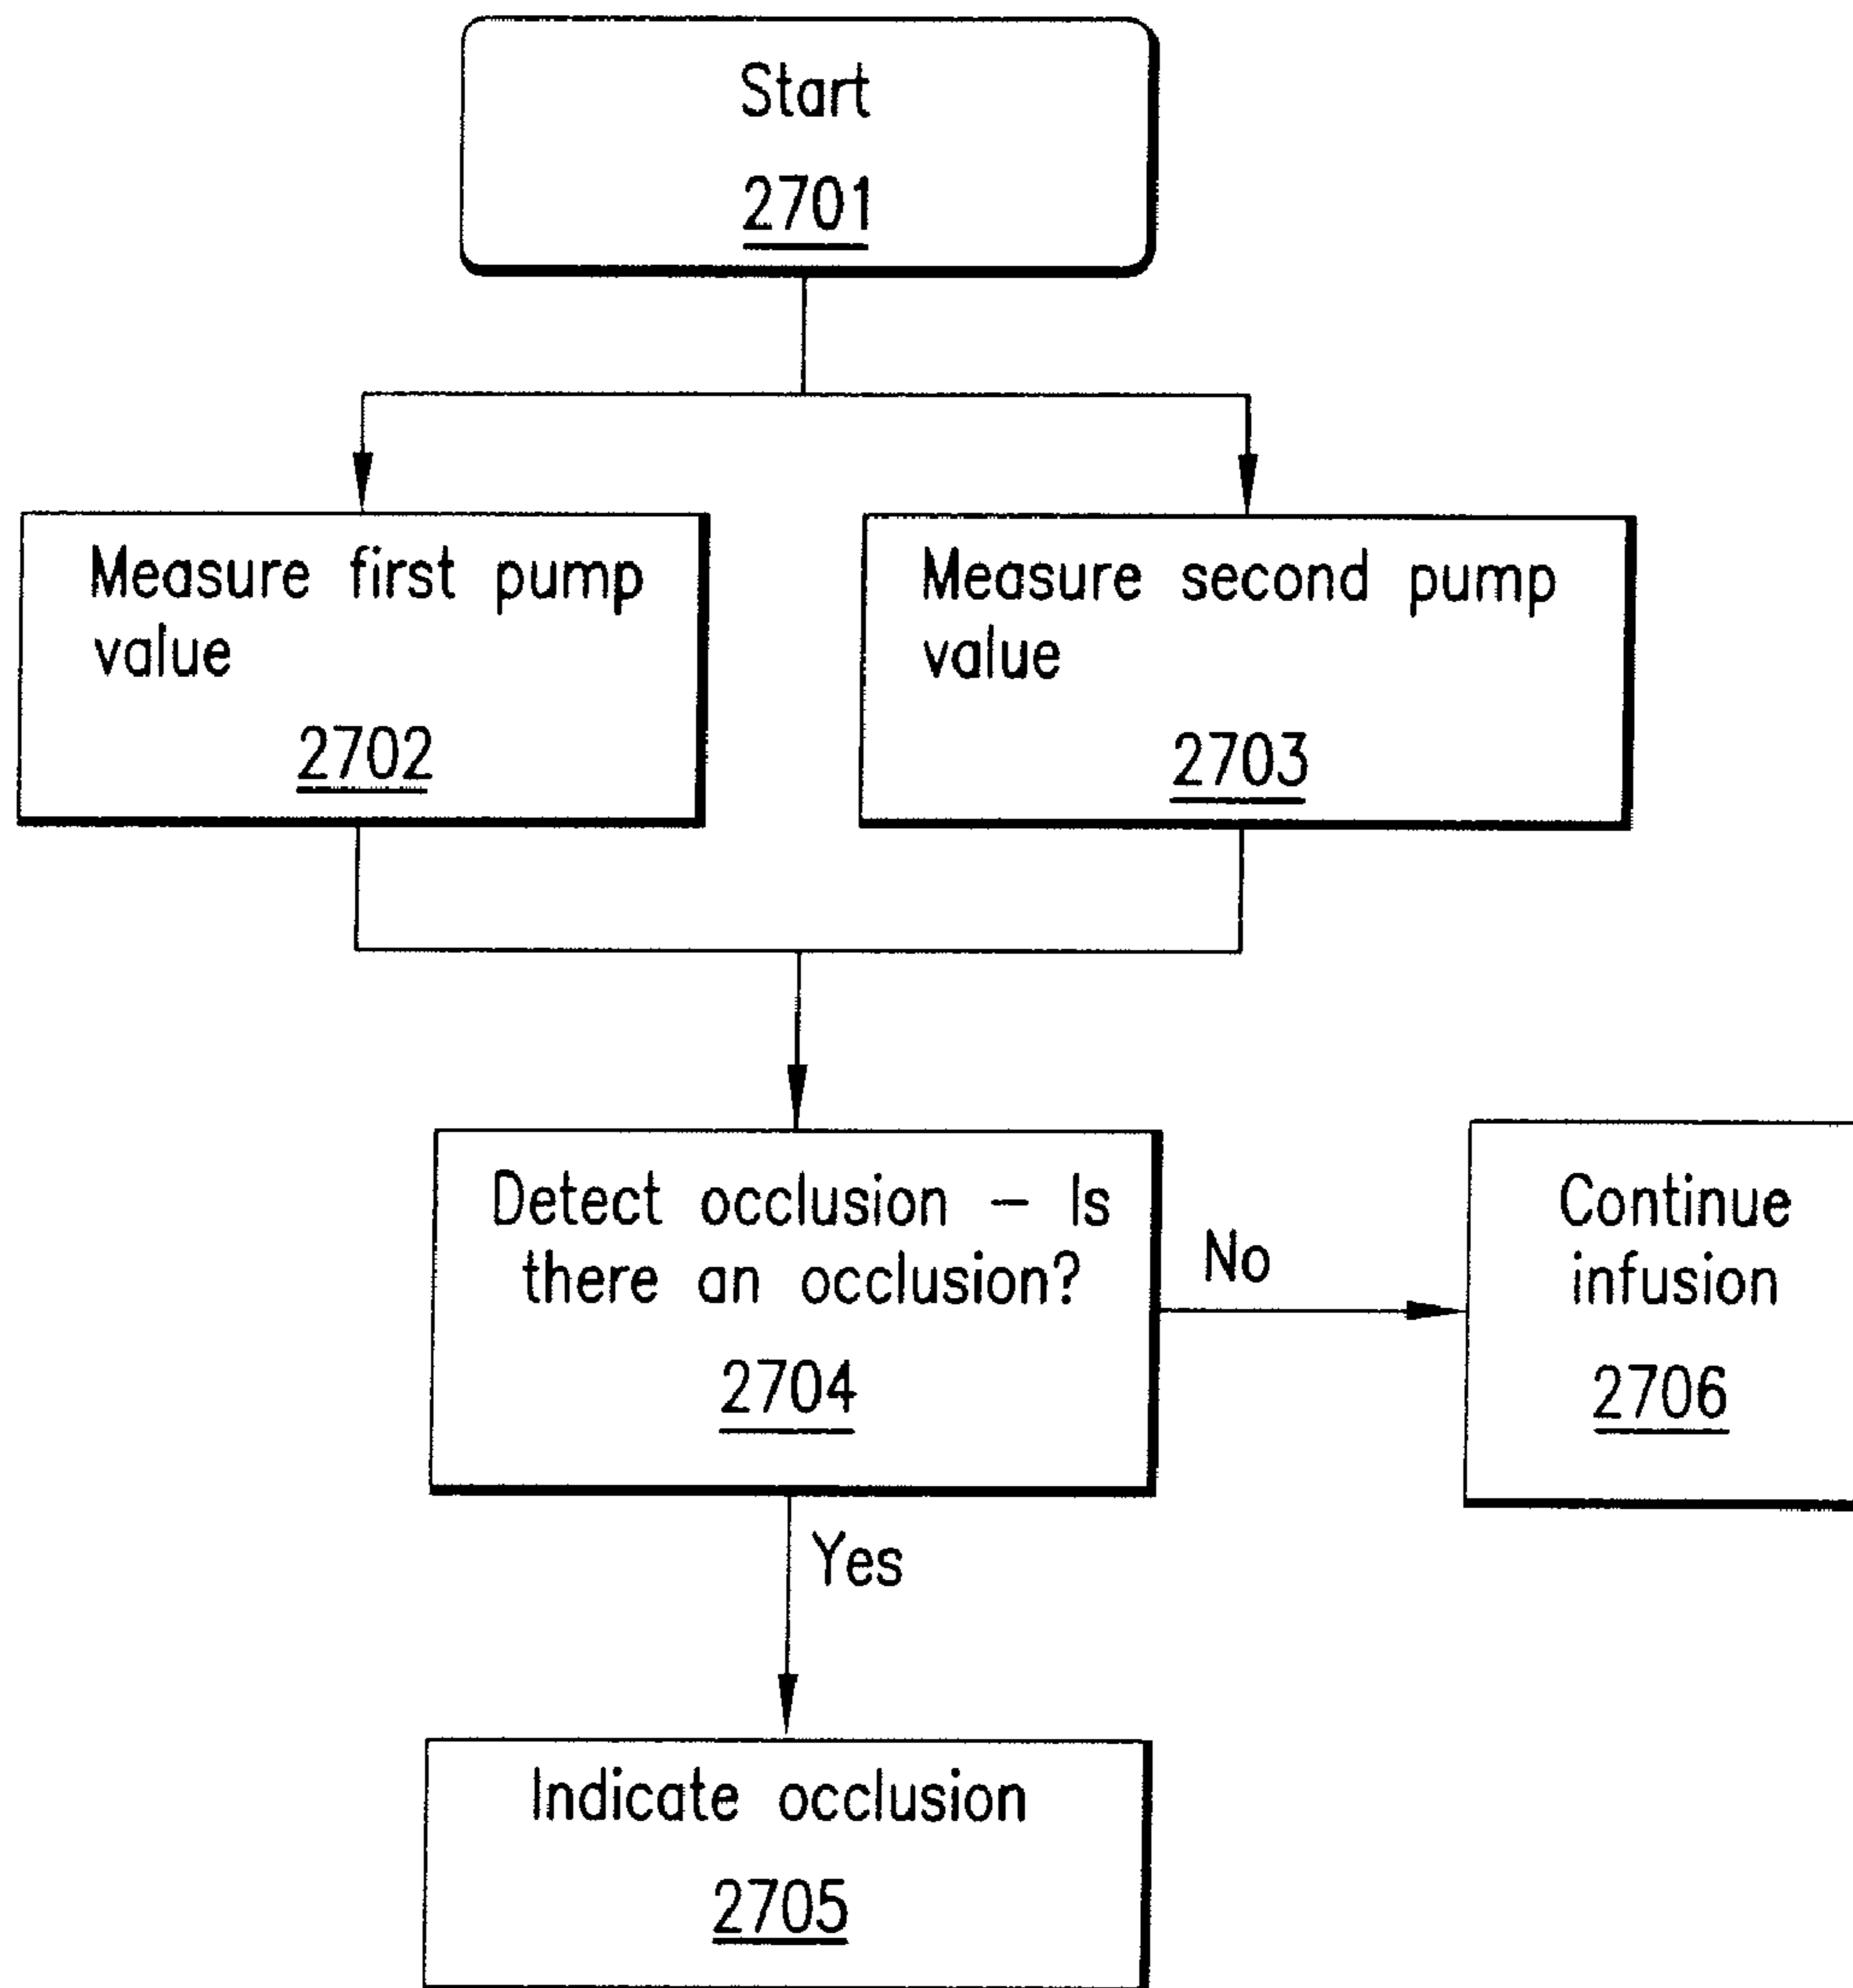 Start
2701
Measure first pump
value
2702
Measure second pump
value
2703
Detect occlusion – Is
there an occlusion?
2704
No
Continue
infusion
2706
Yes
Indicate occlusion
2705